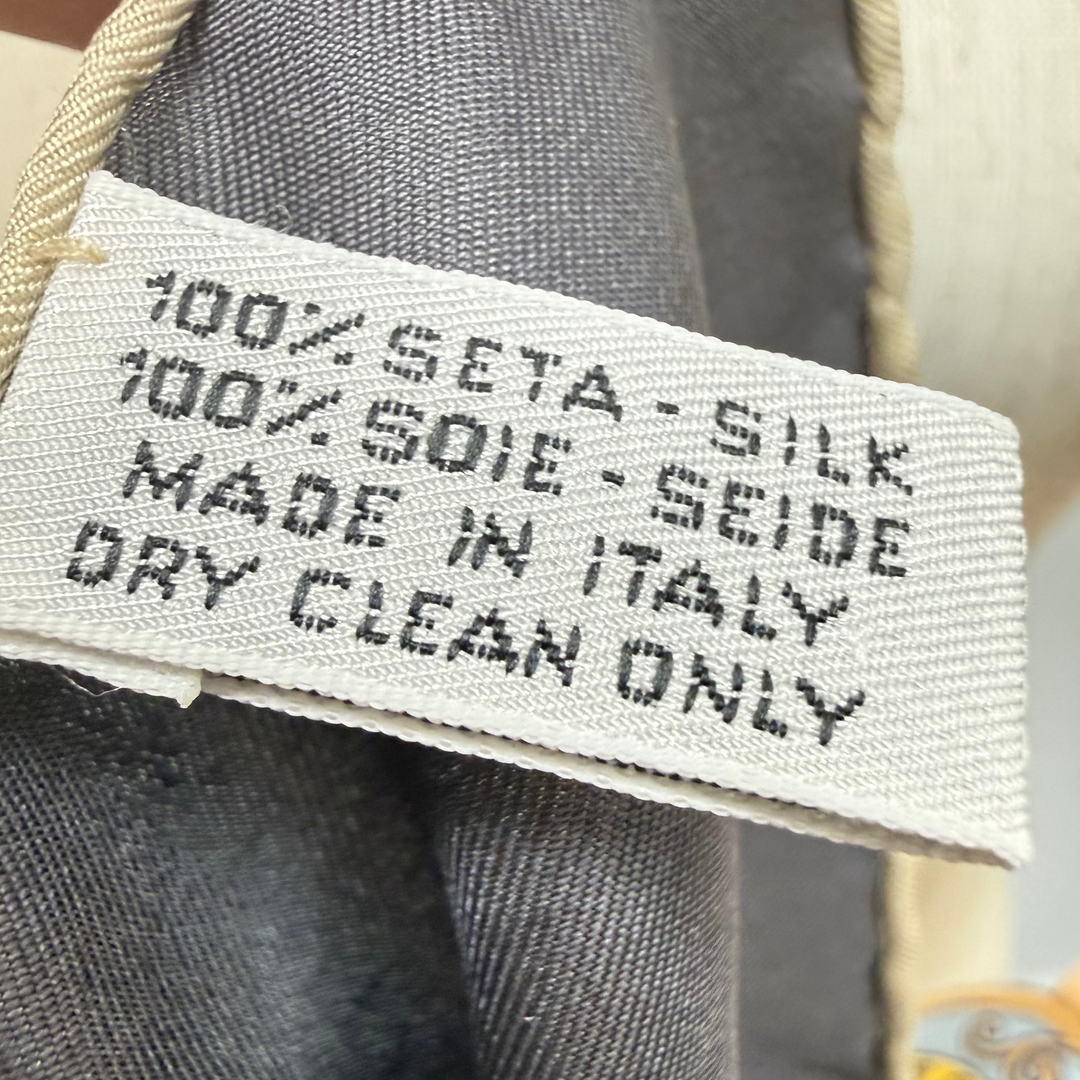 100% SETA - SILK
100% SOIE - SEIDE
MADE IN ITALY
DRY CLEAN ONLY